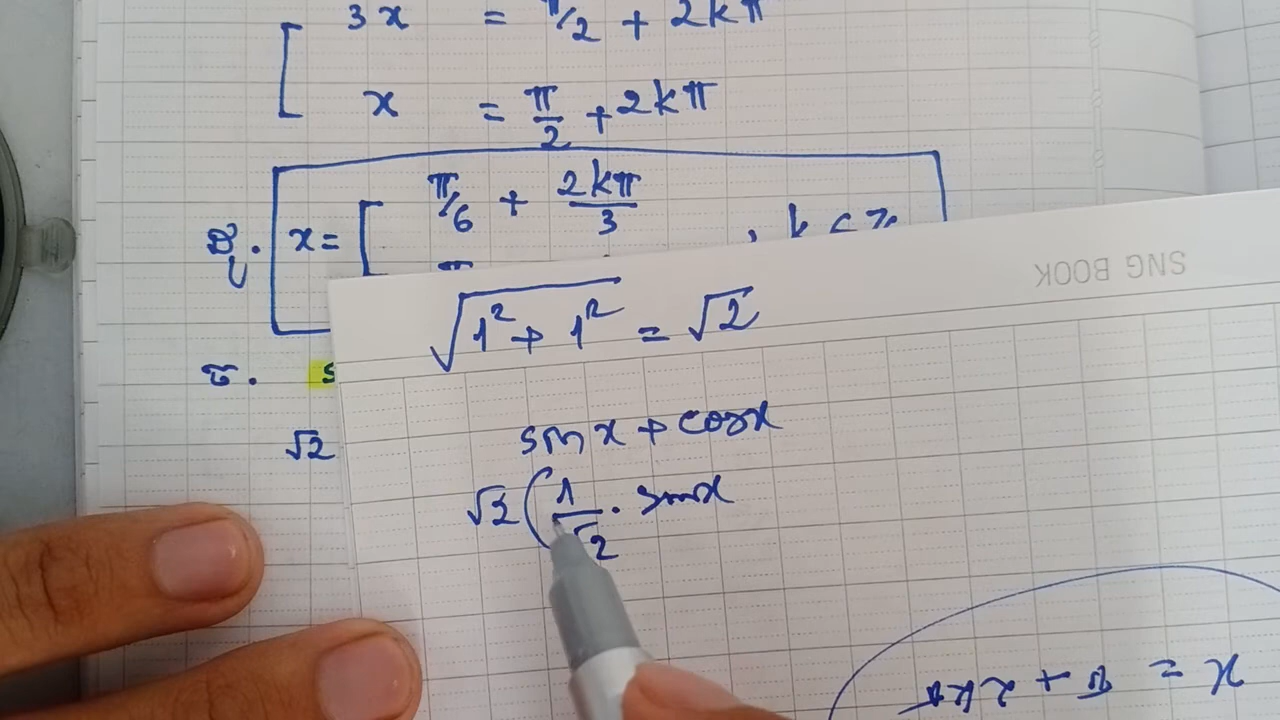 3x = π/2 + 2kπ
x = π/2 + 2kπ
x = [ π/6 + 2kπ/3 , k ∈ ℤ
SNG BOOK
√(1² + 1²) = √2
√2
sin x + cos x
√2 ( 1/√2 . sin x
x = π + 2kπ